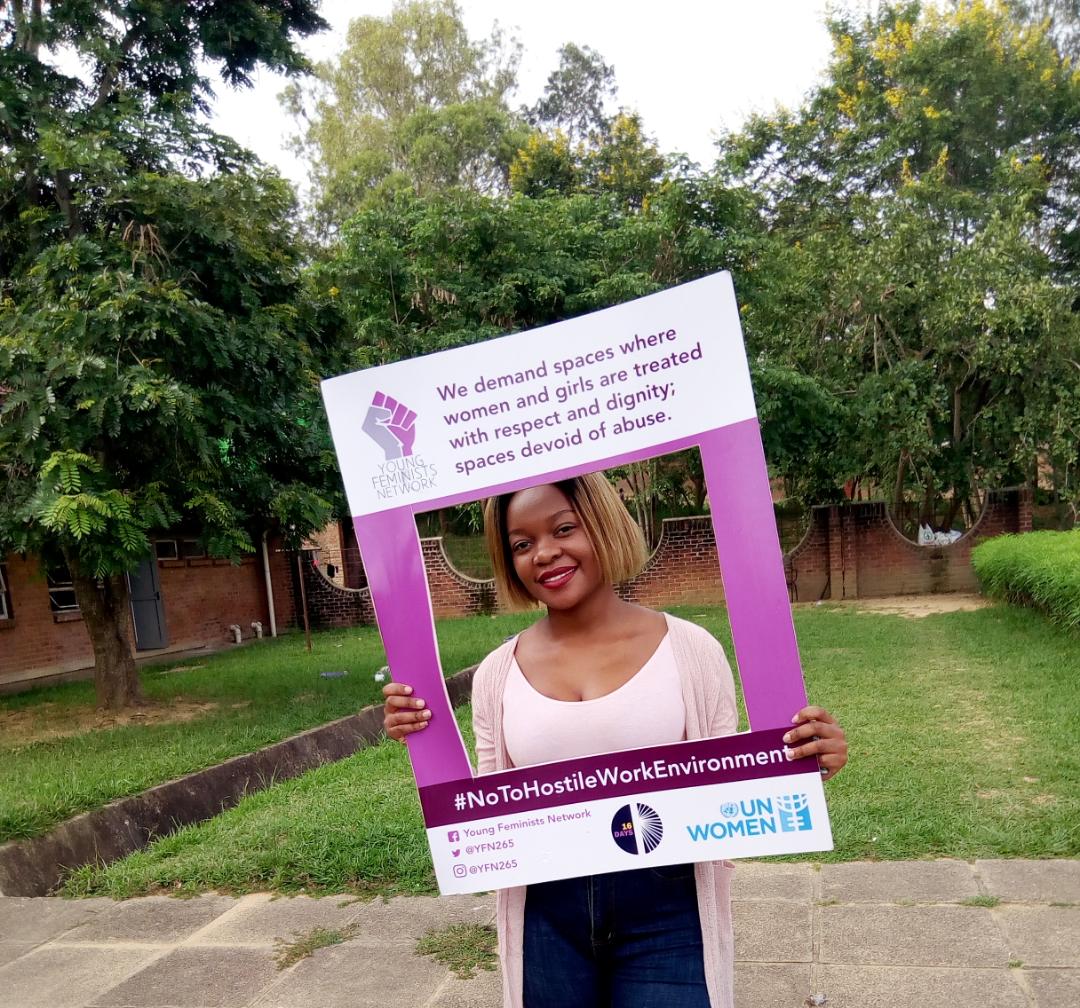 We demand spaces where
women and girls are treated
with respect and dignity;
spaces devoid of abuse.
YOUNG
FEMINISTS
NETWORK
#NoToHostileWorkEnvironment
Young Feminists Network
@YFN265
@YFN265
16
DAYS
UN
WOMEN